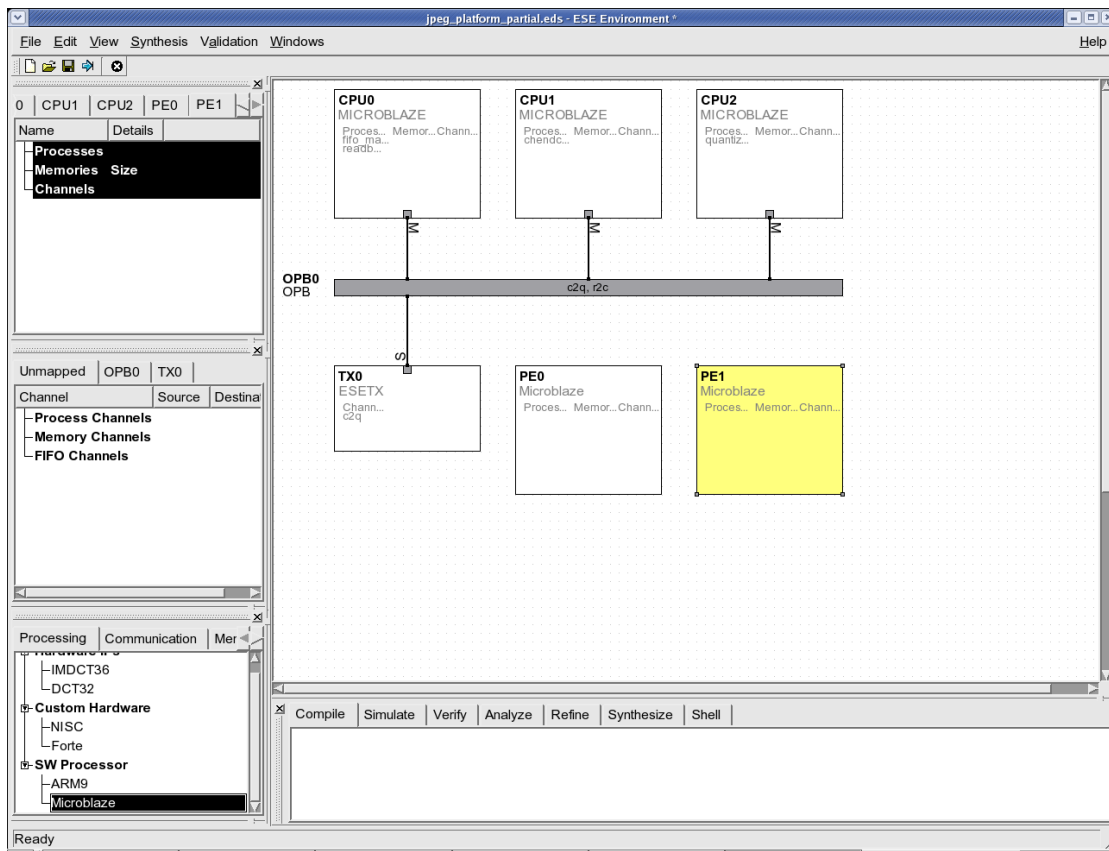 jpeg_platform_partial.eds - ESE Environment *
File Edit View Synthesis Validation Windows Help
0 CPU1 CPU2 PE0 PE1
Name Details
Processes
Memories Size
Channels
Unmapped OPB0 TX0
Channel Source Destina
Process Channels
Memory Channels
FIFO Channels
Processing Communication Mer
IMDCT36
DCT32
Custom Hardware
NISC
Forte
SW Processor
ARM9
Microblaze
CPU0
MICROBLAZE
Proces... Memor...Chann...
fifo_ma...
readb...
M
CPU1
MICROBLAZE
Proces... Memor...Chann...
chendc...
M
CPU2
MICROBLAZE
Proces... Memor...Chann...
quantiz...
M
OPB0
OPB
c2q, r2c
S
TX0
ESETX
Chann...
c2q
PE0
Microblaze
Proces... Memor...Chann...
PE1
Microblaze
Proces... Memor...Chann...
Compile Simulate Verify Analyze Refine Synthesize Shell
Ready